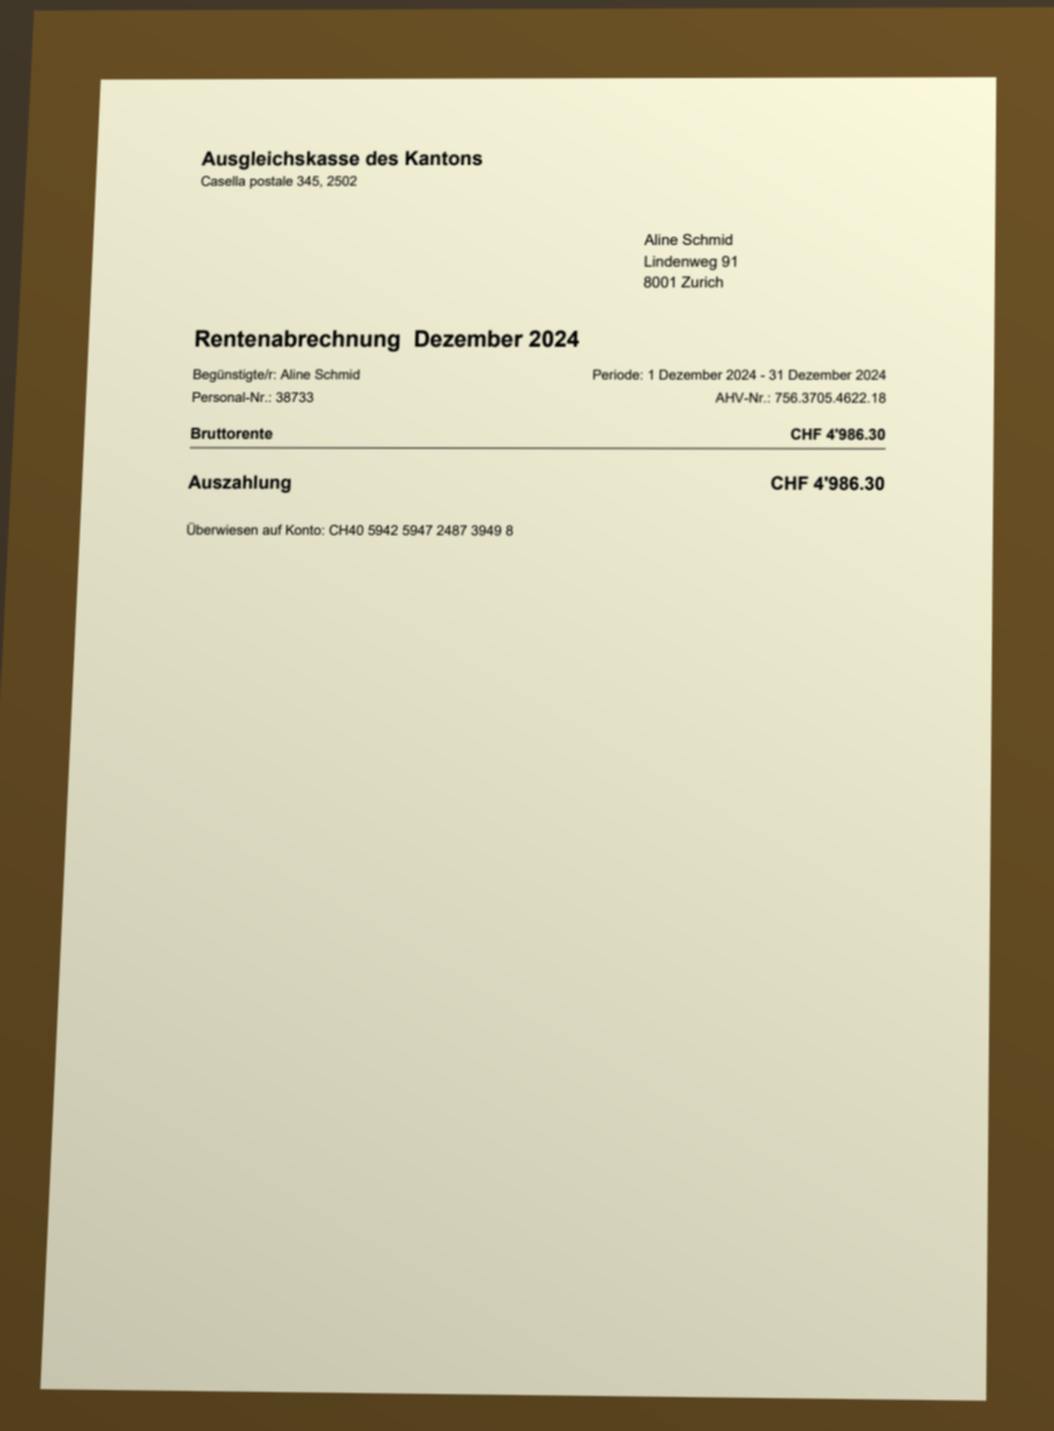 Ausgleichskasse des Kantons
Casella postale 345, 2502
Aline Schmid
Lindenweg 91
8001 Zurich
Rentenabrechnung Dezember 2024
Begünstigte/r: Aline Schmid Periode: 1 Dezember 2024 - 31 Dezember 2024
Personal-Nr.: 38733 AHV-Nr.: 756.3705.4622.18
Bruttorente CHF 4'986.30
Auszahlung CHF 4'986.30
Überwiesen auf Konto: CH40 5942 5947 2487 3949 8